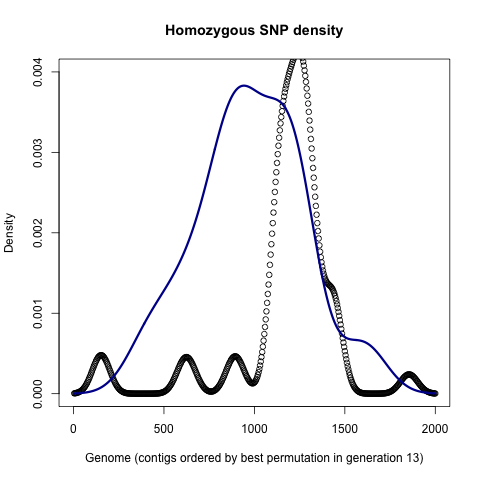 Homozygous SNP density
Density
0.004
0.003
0.002
0.001
0.000
0 500 1000 1500 2000
Genome (contigs ordered by best permutation in generation 13)